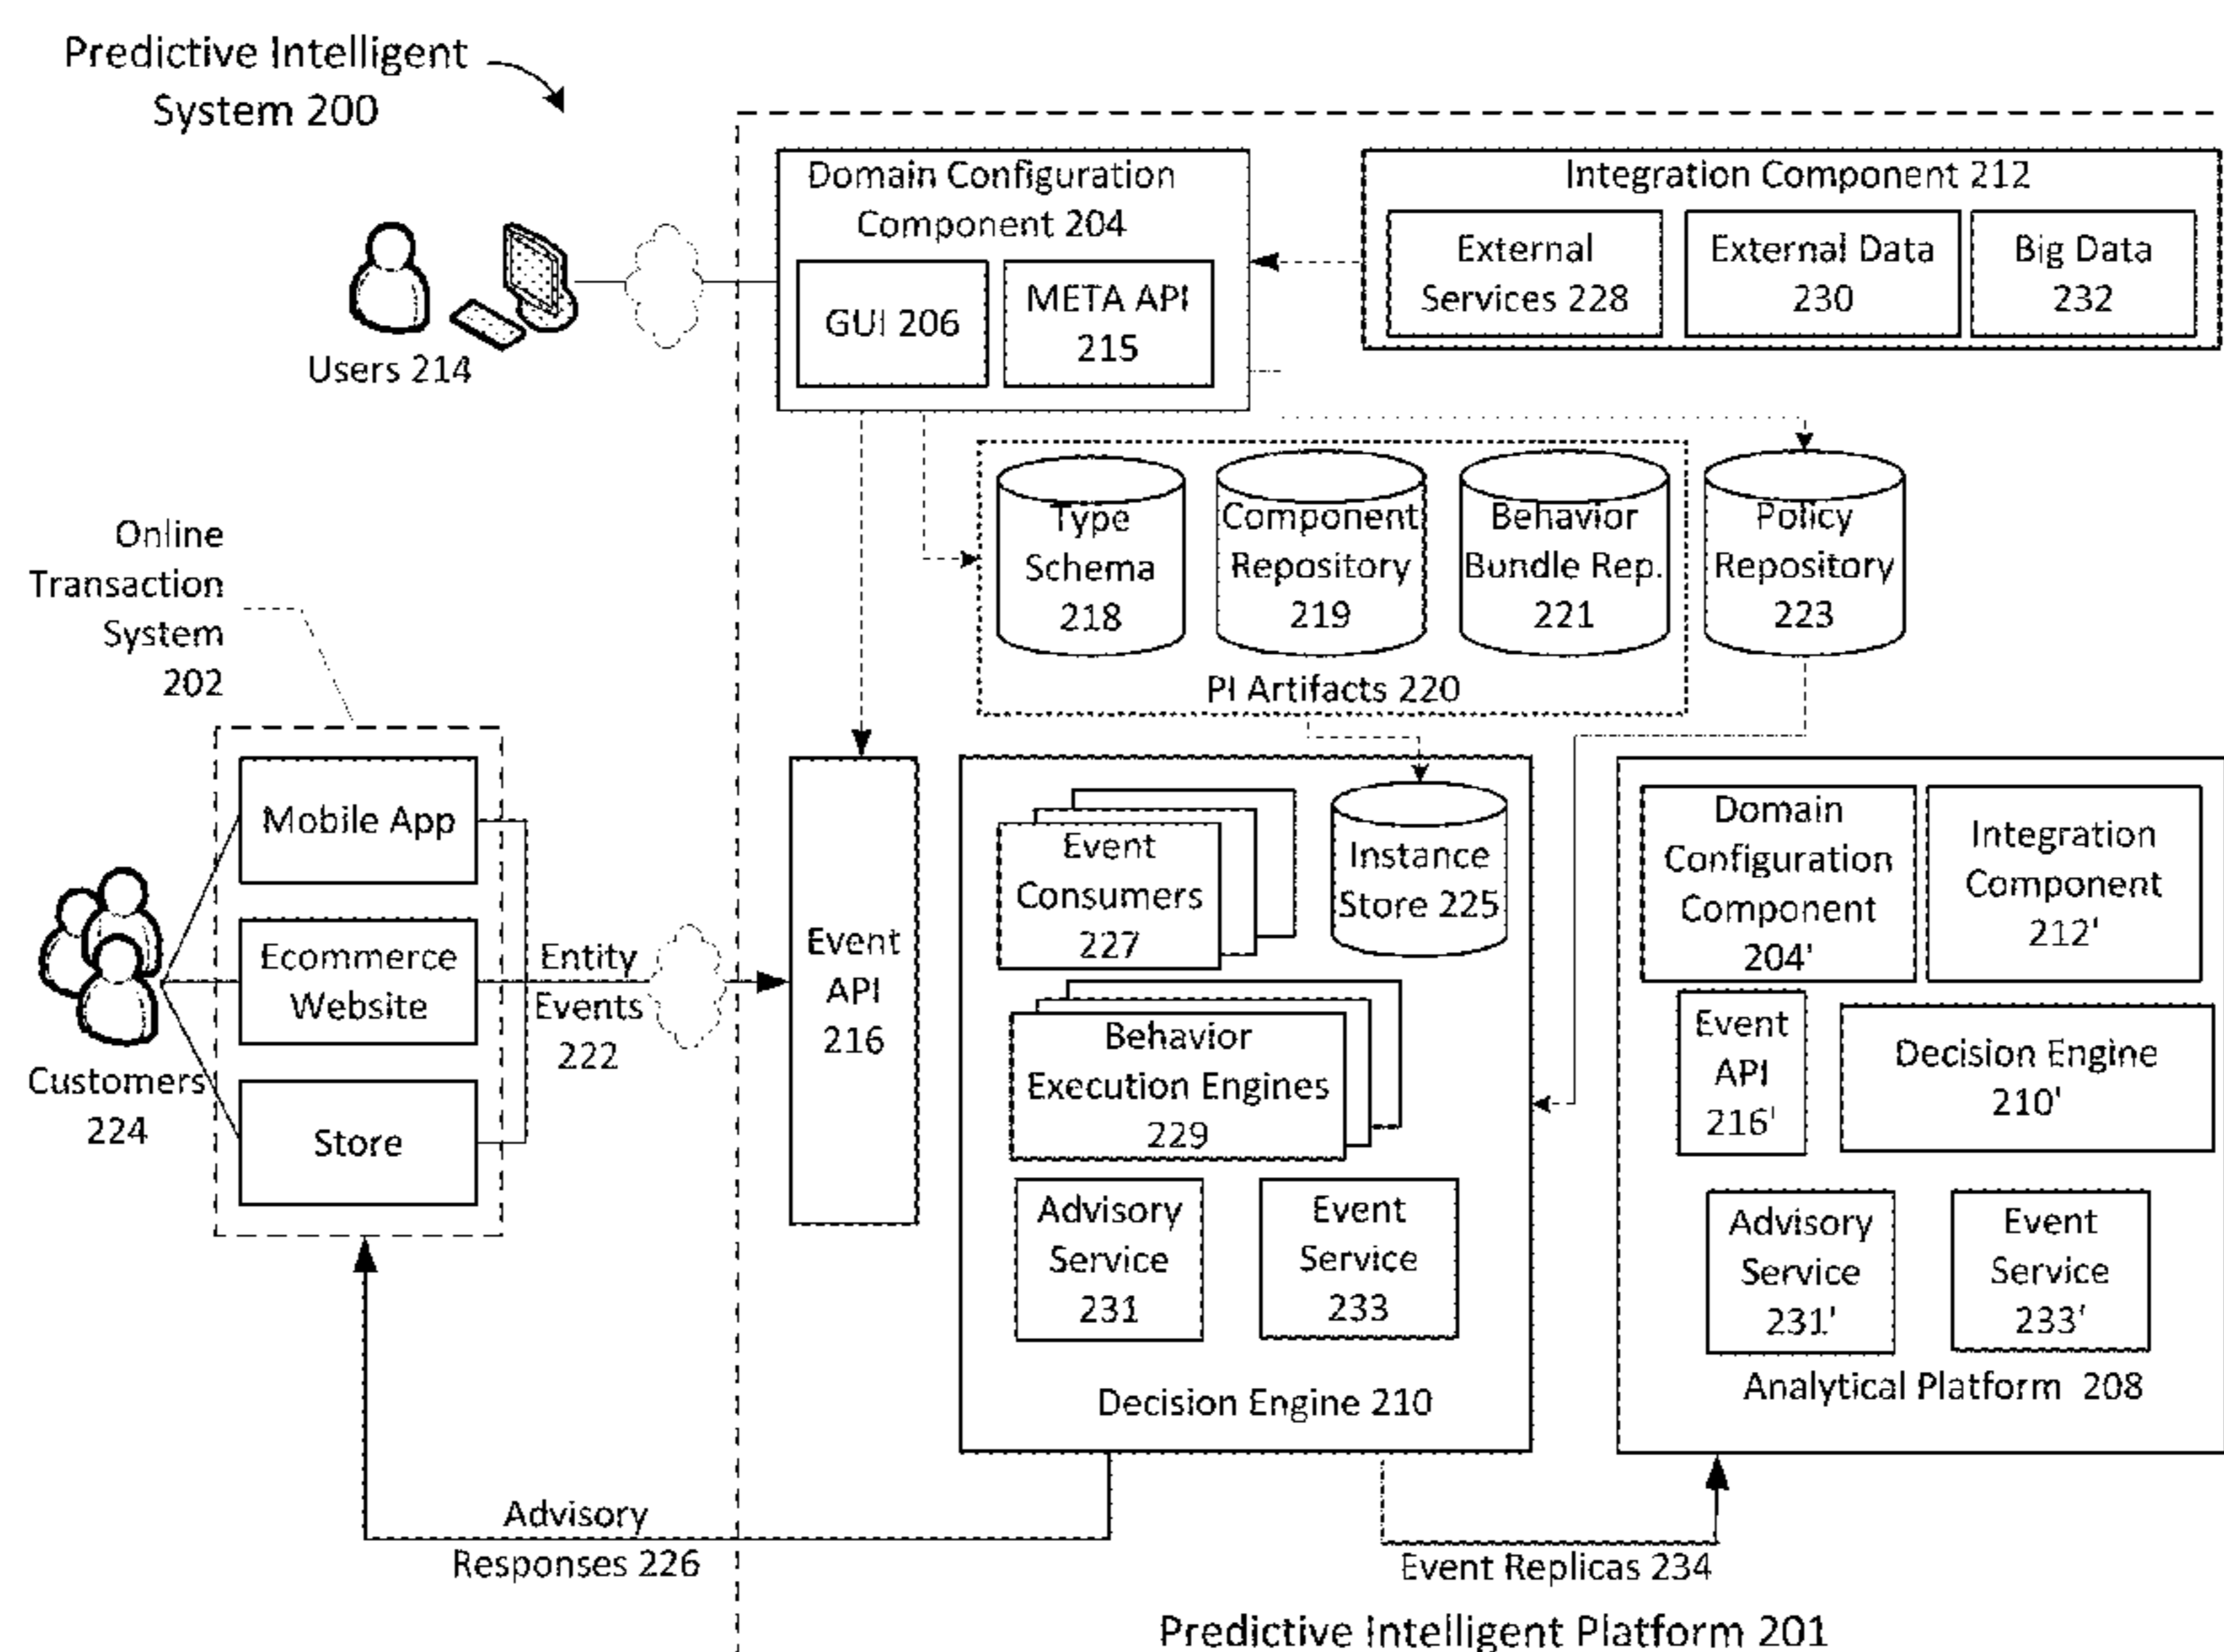 Predictive Intelligent
System 200
Domain Configuration
Component 204
GUI 206
META API
215
Integration Component 212
External
Services 228
External Data
230
Big Data
232
Users 214
Type
Schema
218
Component
Repository
219
Behavior
Bundle Rep.
221
Policy
Repository
223
PI Artifacts 220
Online
Transaction
System
202
Mobile App
Ecommerce
Website
Store
Customers
224
Entity
Events
222
Event
API
216
Event
Consumers
227
Instance
Store 225
Behavior
Execution Engines
229
Advisory
Service
231
Event
Service
233
Decision Engine 210
Domain
Configuration
Component
204'
Integration
Component
212'
Event
API
216'
Decision Engine
210'
Advisory
Service
231'
Event
Service
233'
Analytical Platform 208
Advisory
Responses 226
Event Replicas 234
Predictive Intelligent Platform 201